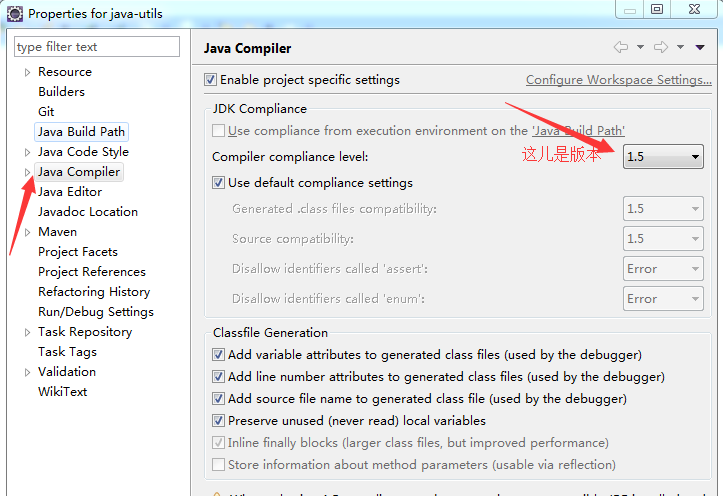 Properties for java-utils
type filter text
Resource
Builders
Git
Java Build Path
Java Code Style
Java Compiler
Java Editor
Javadoc Location
Maven
Project Facets
Project References
Refactoring History
Run/Debug Settings
Task Repository
Task Tags
Validation
WikiText
Java Compiler
Enable project specific settings
Configure Workspace Settings...
JDK Compliance
Use compliance from execution environment on the 'Java Build Path'
Compiler compliance level:
这儿是版本
1.5
Use default compliance settings
Generated .class files compatibility:
1.5
Source compatibility:
1.5
Disallow identifiers called 'assert':
Error
Disallow identifiers called 'enum':
Error
Classfile Generation
Add variable attributes to generated class files (used by the debugger)
Add line number attributes to generated class files (used by the debugger)
Add source file name to generated class file (used by the debugger)
Preserve unused (never read) local variables
Inline finally blocks (larger class files, but improved performance)
Store information about method parameters (usable via reflection)